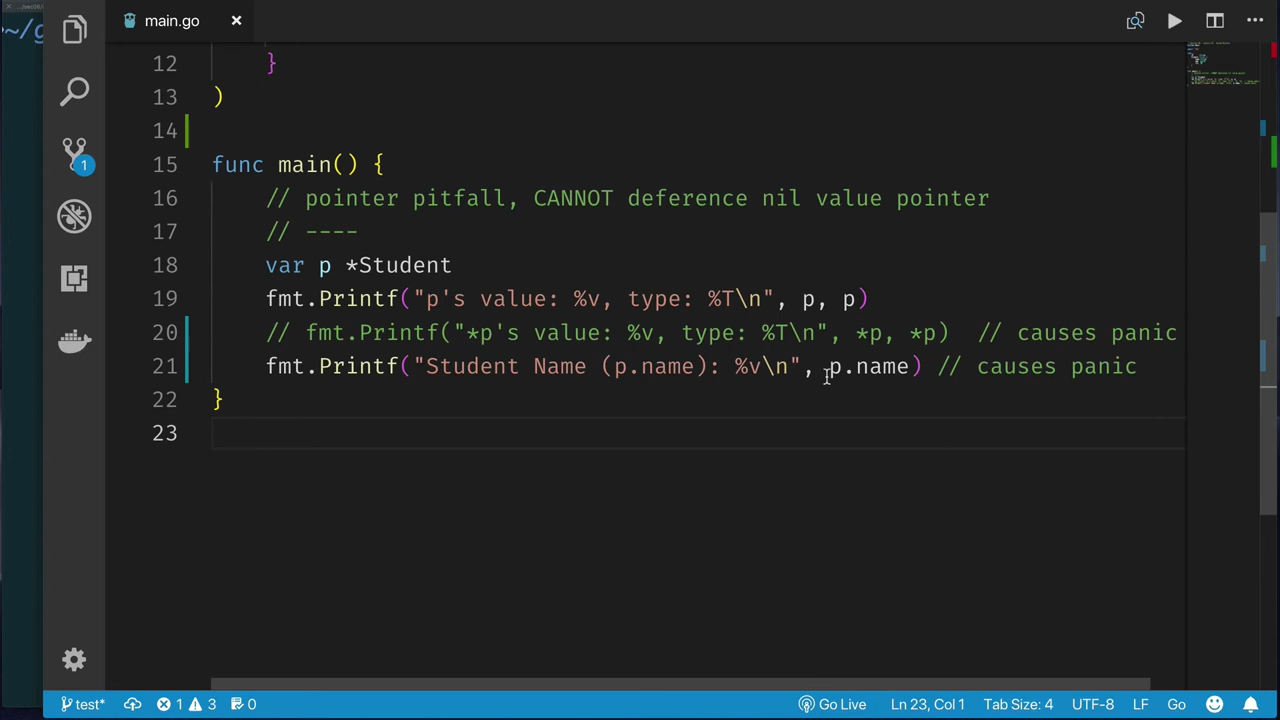 main.go
12 }
13 )
14
15 func main() {
16 // pointer pitfall, CANNOT deference nil value pointer
17 // ----
18 var p *Student
19 fmt.Printf("p's value: %v, type: %T\n", p, p)
20 // fmt.Printf("*p's value: %v, type: %T\n", *p, *p) // causes panic
21 fmt.Printf("Student Name (p.name): %v\n", p.name) // causes panic
22 }
23
1
test* 1 3 0 Go Live Ln 23, Col 1 Tab Size: 4 UTF-8 LF Go